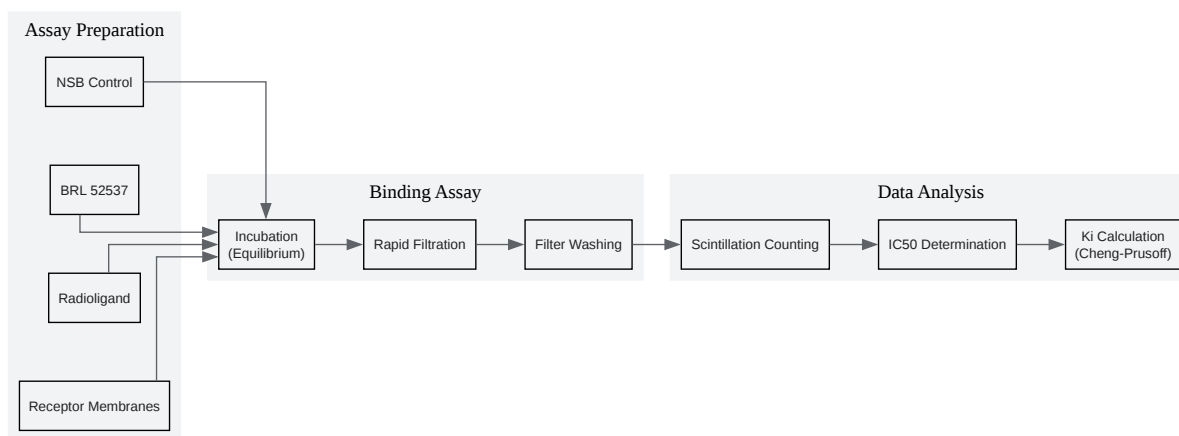 Assay Preparation
NSB Control
BRL 52537
Radioligand
Receptor Membranes
Binding Assay
Incubation
(Equilibrium)
Rapid Filtration
Filter Washing
Data Analysis
Scintillation Counting
IC50 Determination
Ki Calculation
(Cheng-Prusoff)